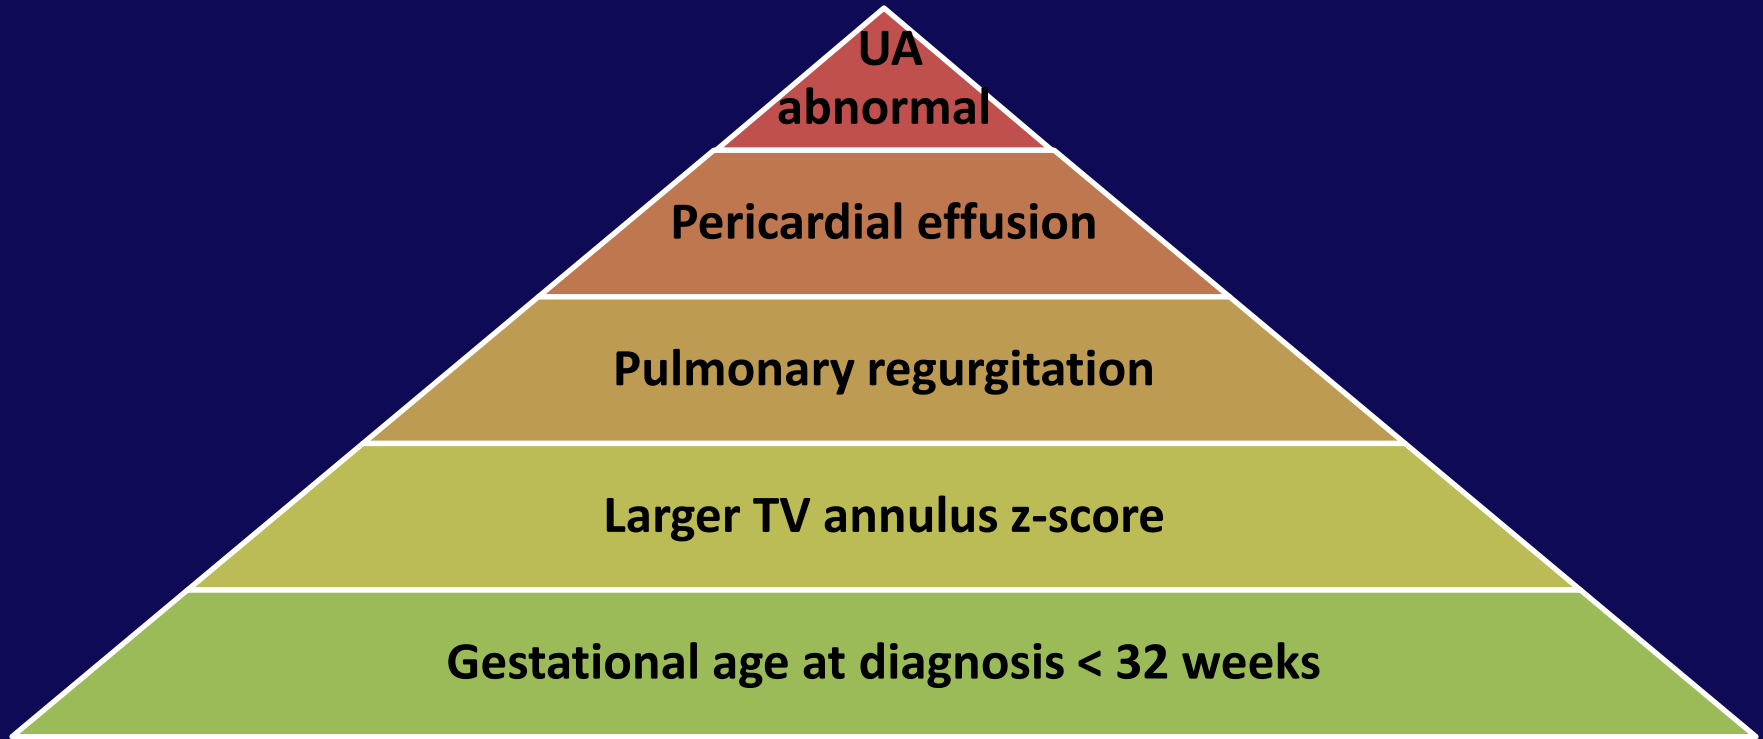 UA
abnormal
Pericardial effusion
Pulmonary regurgitation
Larger TV annulus z-score
Gestational age at diagnosis < 32 weeks